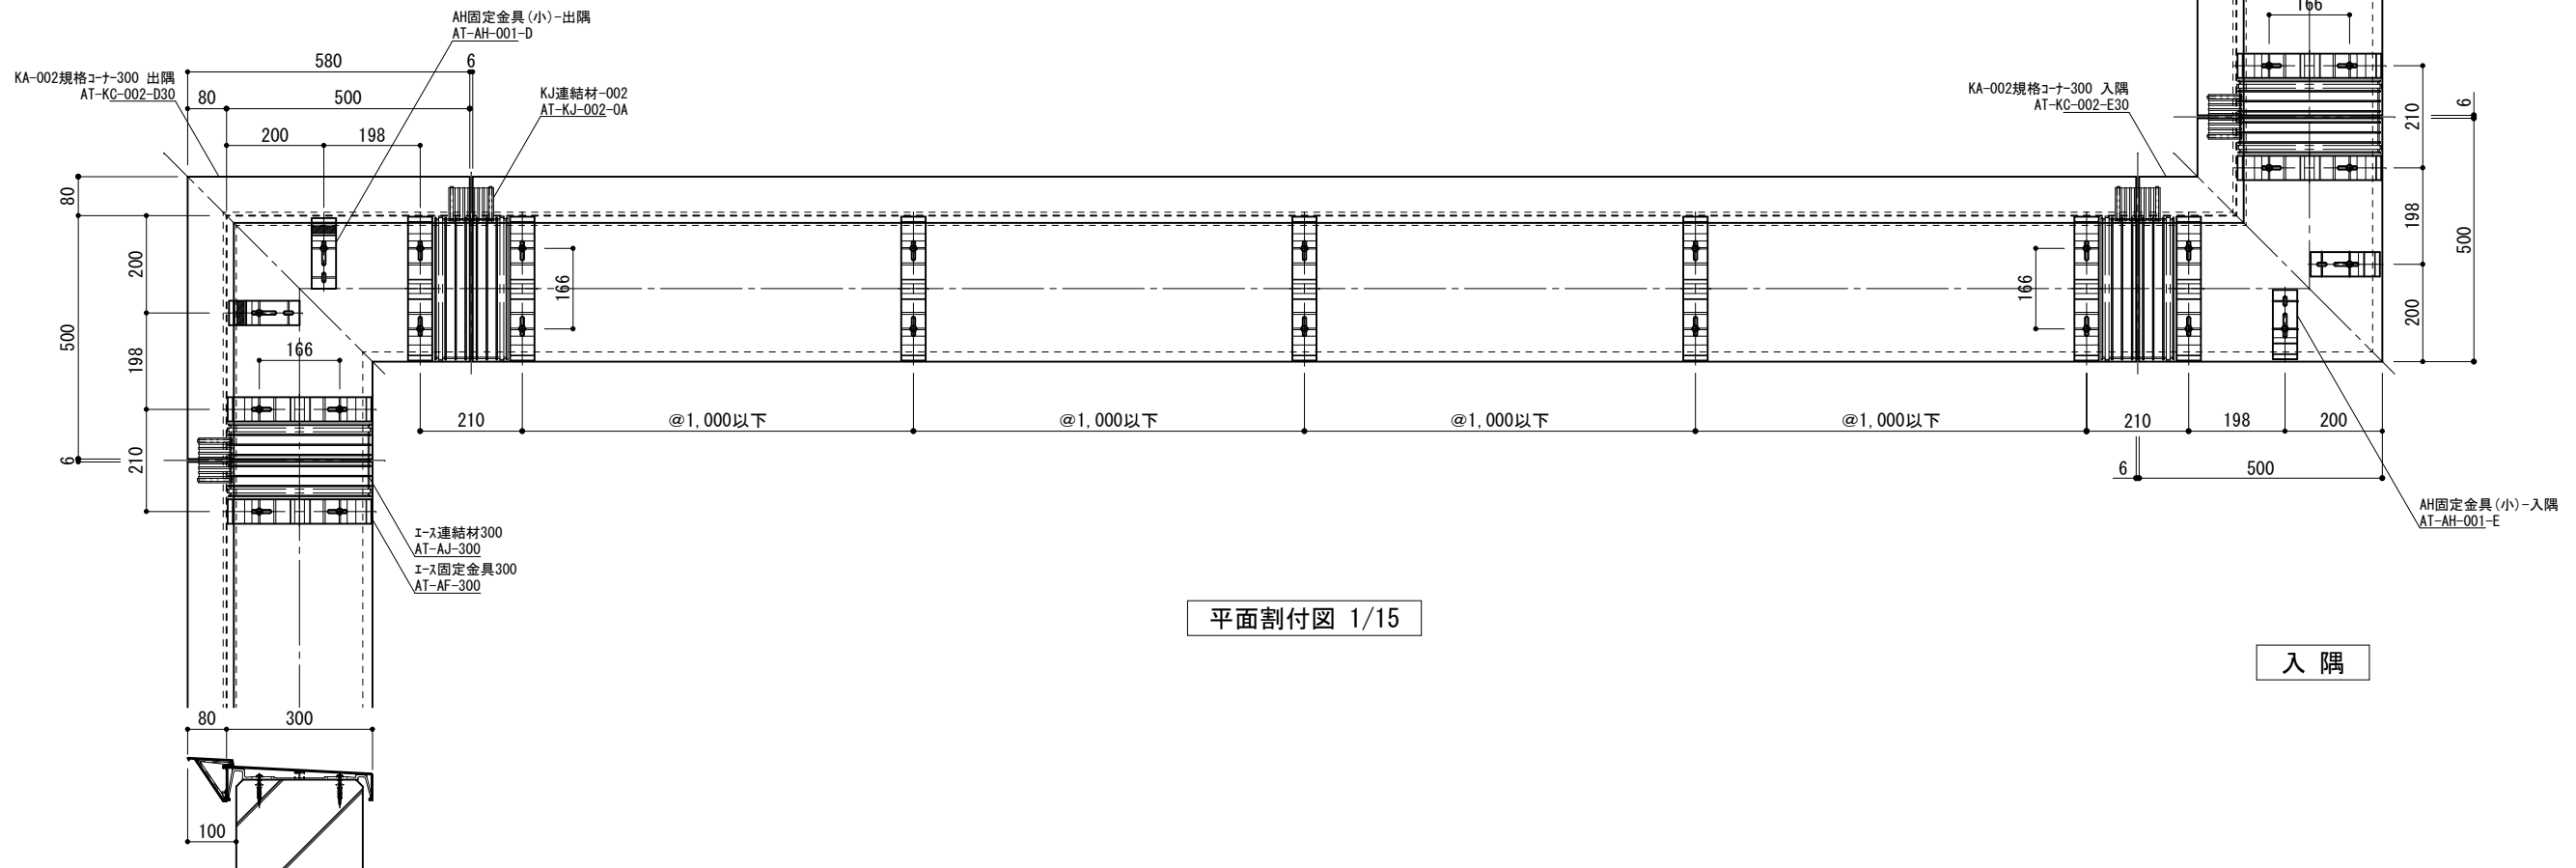 AH固定金具(小)-出隅
AT-AH-001-D
166
580
6
KA-002規格ｺｰﾅｰ-300 出隅
AT-KC-002-D30
80
500
KJ連結材-002
AT-KJ-002-OA
KA-002規格ｺｰﾅｰ-300 入隅
AT-KC-002-E30
200
198
210
6
80
198
500
200
200
500
166
166
198
166
210
@1,000以下
@1,000以下
@1,000以下
@1,000以下
210
198
200
6
210
6
500
AH固定金具(小)-入隅
AT-AH-001-E
ｴｰｽ連結材300
AT-AJ-300
ｴｰｽ固定金具300
AT-AF-300
平面割付図 1/15
入 隅
80
300
100